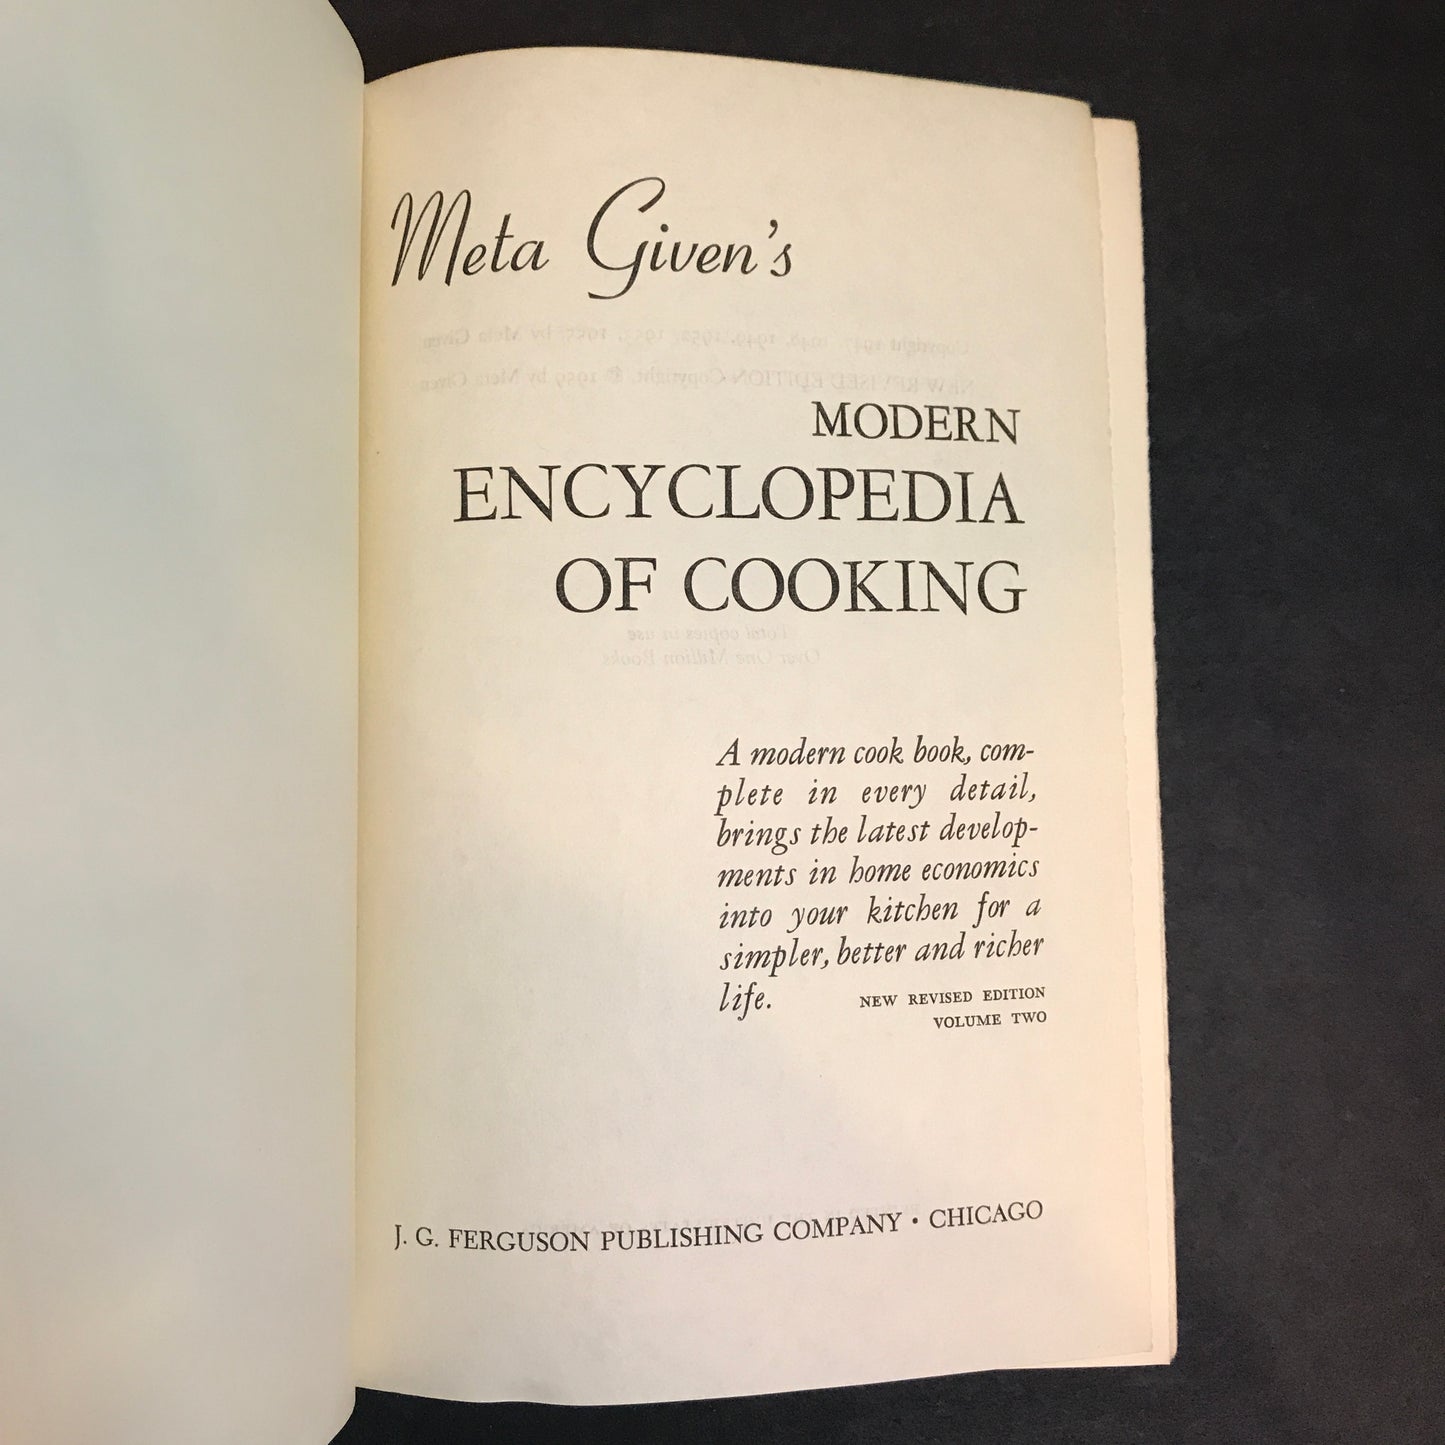 Meta Given's
MODERN
ENCYCLOPEDIA
OF COOKING
A modern cook book, com-
plete in every detail,
brings the latest develop-
ments in home economics
into your kitchen for a
simpler, better and richer
life.
NEW REVISED EDITION
VOLUME TWO
J. G. FERGUSON PUBLISHING COMPANY • CHICAGO